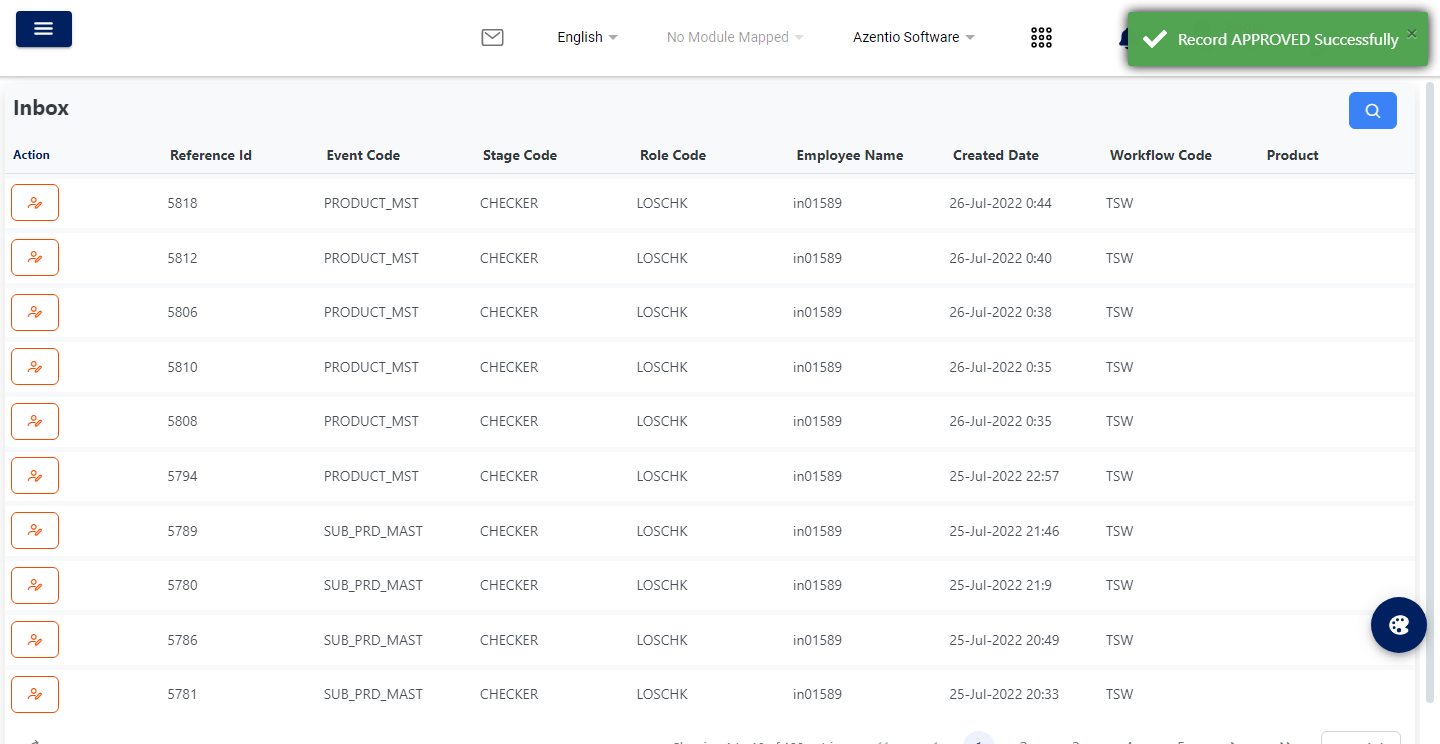 English No Module Mapped Azentio Software Record APPROVED Successfully ×
Inbox
Action Reference Id Event Code Stage Code Role Code Employee Name Created Date Workflow Code Product
5818 PRODUCT_MST CHECKER LOSCHK in01589 26-Jul-2022 0:44 TSW
5812 PRODUCT_MST CHECKER LOSCHK in01589 26-Jul-2022 0:40 TSW
5806 PRODUCT_MST CHECKER LOSCHK in01589 26-Jul-2022 0:38 TSW
5810 PRODUCT_MST CHECKER LOSCHK in01589 26-Jul-2022 0:35 TSW
5808 PRODUCT_MST CHECKER LOSCHK in01589 26-Jul-2022 0:35 TSW
5794 PRODUCT_MST CHECKER LOSCHK in01589 25-Jul-2022 22:57 TSW
5789 SUB_PRD_MAST CHECKER LOSCHK in01589 25-Jul-2022 21:46 TSW
5780 SUB_PRD_MAST CHECKER LOSCHK in01589 25-Jul-2022 21:9 TSW
5786 SUB_PRD_MAST CHECKER LOSCHK in01589 25-Jul-2022 20:49 TSW
5781 SUB_PRD_MAST CHECKER LOSCHK in01589 25-Jul-2022 20:33 TSW